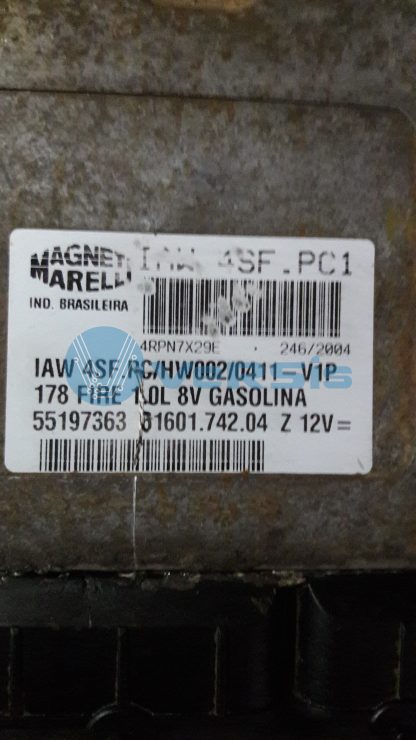 MAGNETI MARELLI IAW 4SF.PC1
IND. BRASILEIRA
4RPN7X29E · 246/2004
IAW 4SF.PC/HW002/0411-V1P
178 FIRE 1.0L 8V GASOLINA
55197363 61601.742.04 Z 12V=
Versis